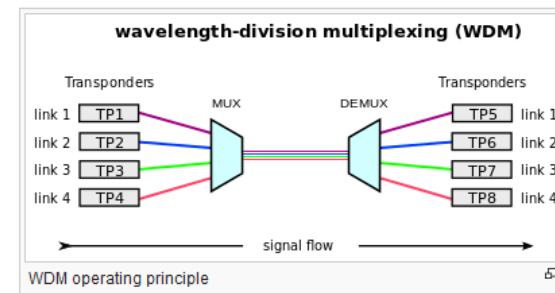 wavelength-division multiplexing (WDM)
Transponders Transponders
MUX DEMUX
link 1 TP1 TP5 link 1
link 2 TP2 TP6 link 2
link 3 TP3 TP7 link 3
link 4 TP4 TP8 link 4
signal flow
WDM operating principle